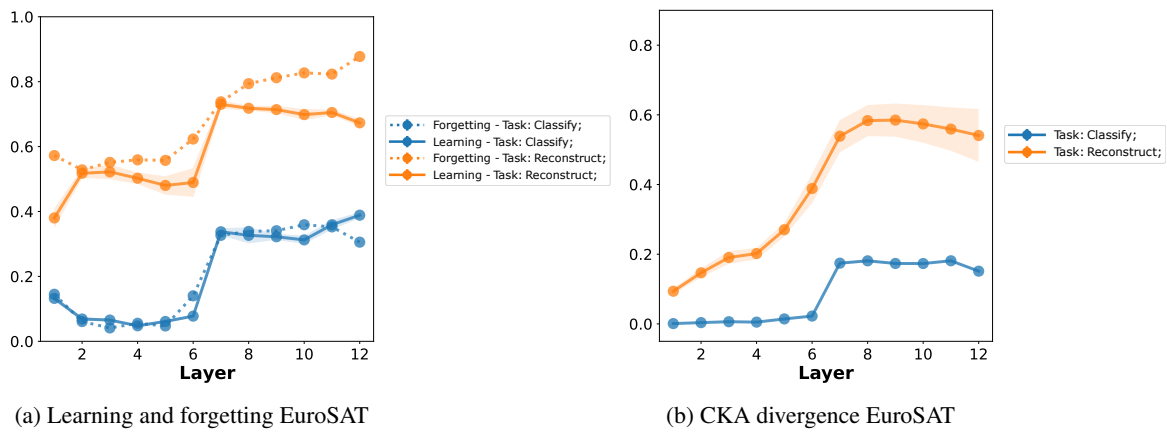 1.0
0.8
0.6
0.4
0.2
0.0
2 4 6 8 10 12
Layer
Forgetting - Task: Classify;
Learning - Task: Classify;
Forgetting - Task: Reconstruct;
Learning - Task: Reconstruct;
(a) Learning and forgetting EuroSAT
0.8
0.6
0.4
0.2
0.0
2 4 6 8 10 12
Layer
Task: Classify;
Task: Reconstruct;
(b) CKA divergence EuroSAT